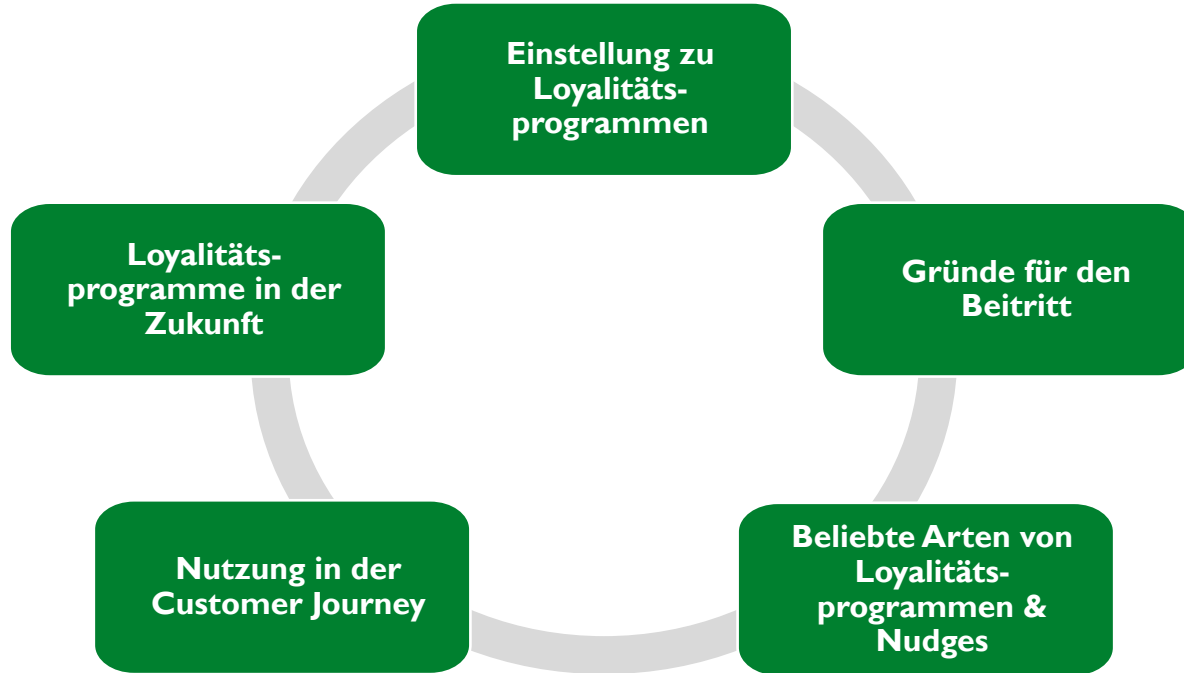 Einstellung zu
Loyalitäts-
programmen
Gründe für den
Beitritt
Beliebte Arten von
Loyalitäts-
programmen &
Nudges
Nutzung in der
Customer Journey
Loyalitäts-
programme in der
Zukunft